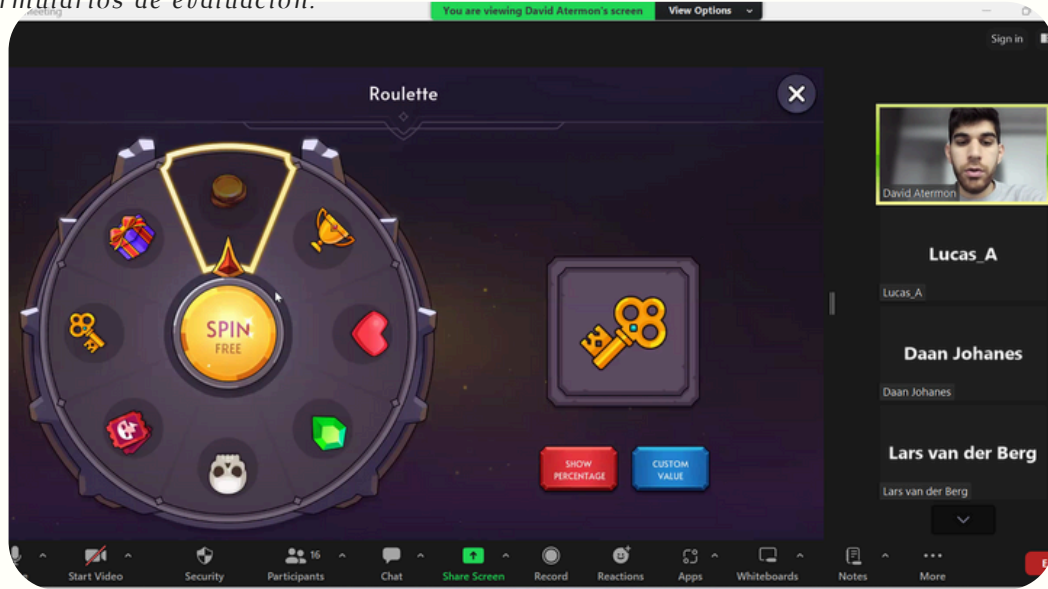 rmularios de evaluación.
Meeting
You are viewing David Atermon's screen
View Options
Sign in
Roulette
SPIN
FREE
SHOW
PERCENTAGE
CUSTOM
VALUE
David Atermon
Lucas_A
Lucas_A
Daan Johanes
Daan Johanes
Lars van der Berg
Lars van der Berg
Start Video
Security
16
Participants
Chat
Share Screen
Record
Reactions
Apps
Whiteboards
Notes
More
E